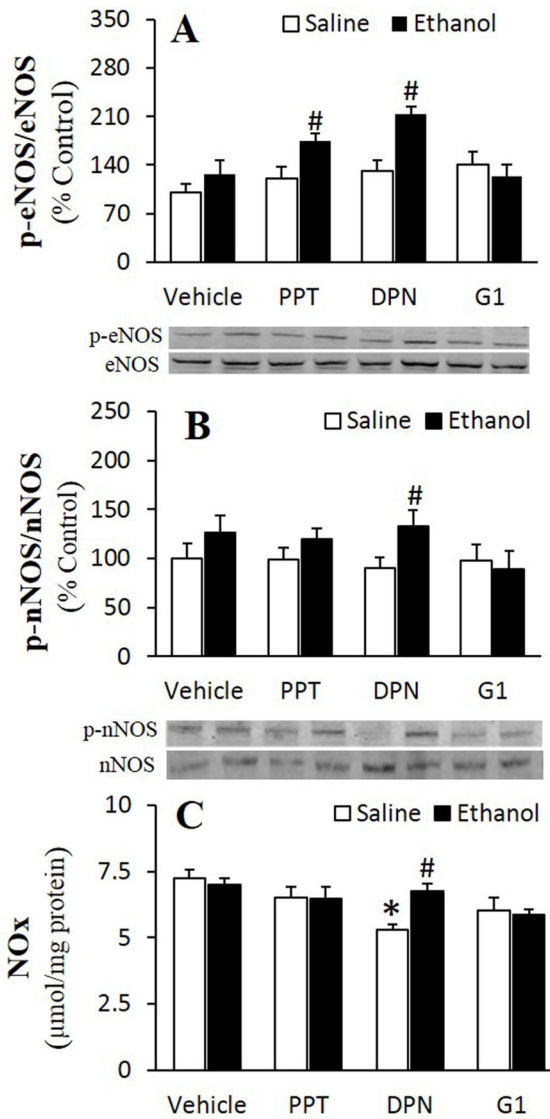 A
Saline Ethanol
p-eNOS/eNOS
(% Control)
350
280
210
140
70
0
#
#
Vehicle PPT DPN G1
p-eNOS
eNOS
B
Saline Ethanol
p-nNOS/nNOS
(% Control)
250
200
150
100
50
0
#
Vehicle PPT DPN G1
p-nNOS
nNOS
C
Saline Ethanol
NOx
(μmol/mg protein)
10
7.5
5
2.5
0
*
#
Vehicle PPT DPN G1